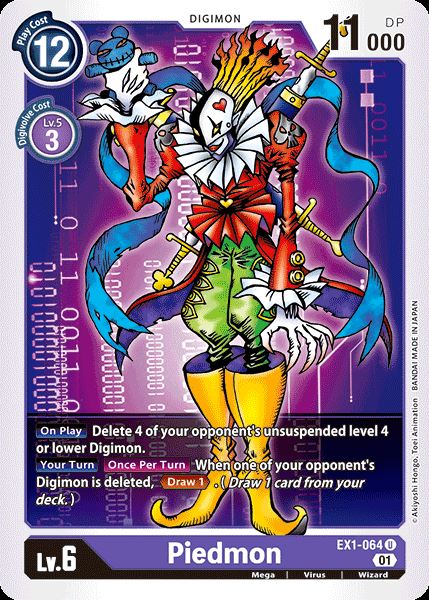 Play Cost
12
DIGIMON
11000
DP
Digivolve Cost
Lv.5
3
On Play Delete 4 of your opponent's unsuspended level 4
or lower Digimon.
Your Turn Once Per Turn When one of your opponent's
Digimon is deleted, Draw 1 . (Draw 1 card from your
deck.)
©Akiyoshi Hongo, Toei Animation BANDAI MADE IN JAPAN
Lv.6
Piedmon
EX1-064 U
01
Mega | Virus | Wizard